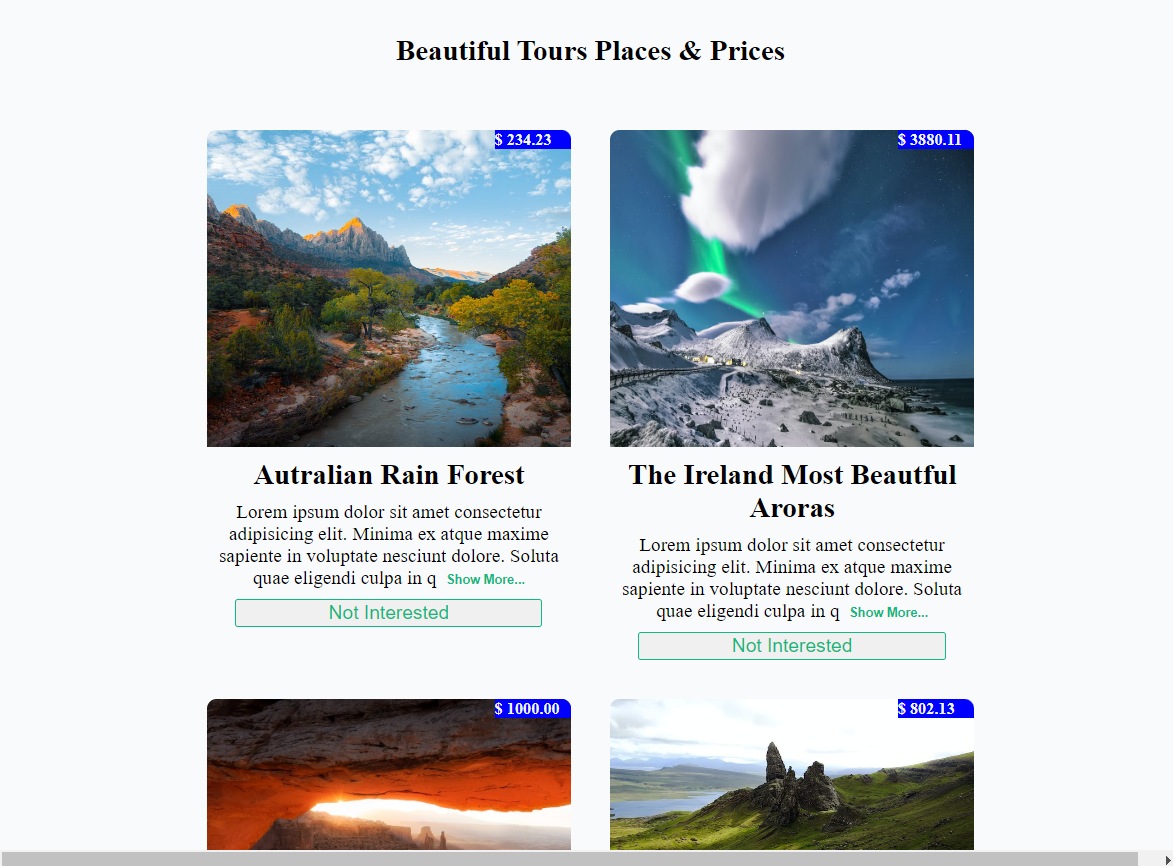 Beautiful Tours Places & Prices
$ 234.23
Autralian Rain Forest
Lorem ipsum dolor sit amet consectetur
adipisicing elit. Minima ex atque maxime
sapiente in voluptate nesciunt dolore. Soluta
quae eligendi culpa in q Show More...
Not Interested
$ 3880.11
The Ireland Most Beautful
Aroras
Lorem ipsum dolor sit amet consectetur
adipisicing elit. Minima ex atque maxime
sapiente in voluptate nesciunt dolore. Soluta
quae eligendi culpa in q Show More...
Not Interested
$ 1000.00
$ 802.13